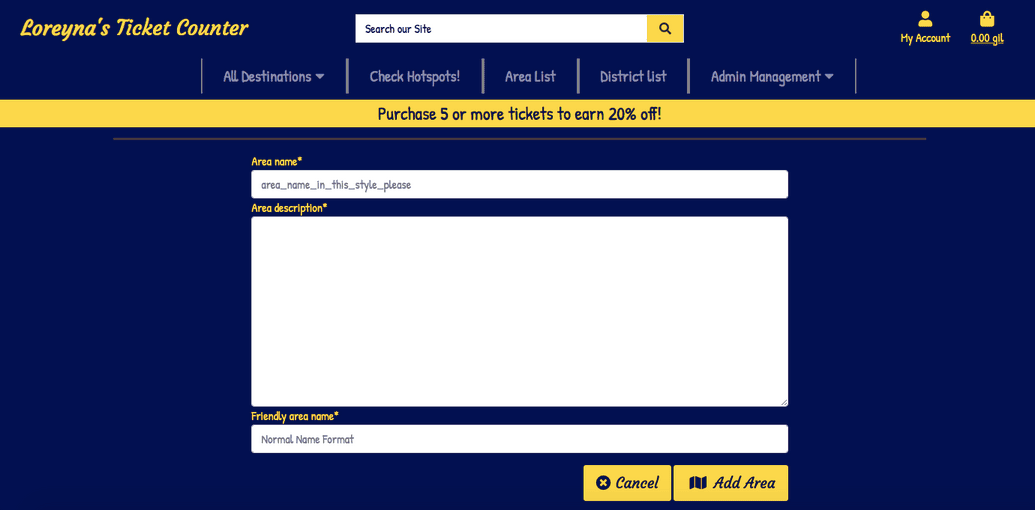 Loreyna's Ticket Counter
Search our Site
My Account
0.00 gil
All Destinations
Check Hotspots!
Area List
District list
Admin Management
Purchase 5 or more tickets to earn 20% off!
Area name*
area_name_in_this_style_please
Area description*
Friendly area name*
Normal Name Format
Cancel
Add Area